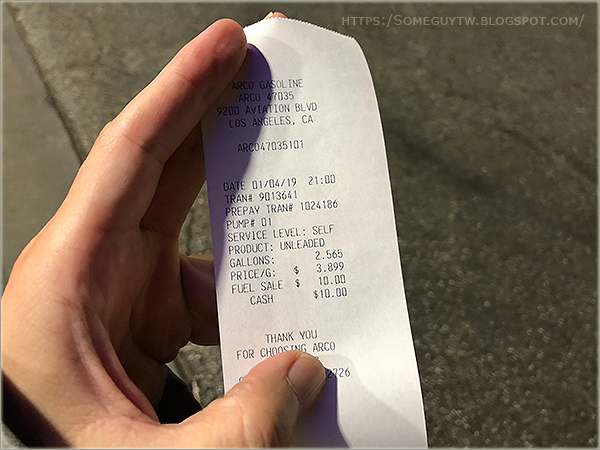 HTTPS://SOMEGUYTW.BLOGSPOT.COM/
ARCO GASOLINE
ARCO 47035
9200 AVIATION BLVD
LOS ANGELES, CA
ARCO47035101
DATE 01/04/19 21:00
TRAN# 9013641
PREPAY TRAN# 1024186
PUMP# 01
SERVICE LEVEL: SELF
PRODUCT: UNLEADED
GALLONS: 2.565
PRICE/G: $ 3.899
FUEL SALE $ 10.00
CASH $10.00
THANK YOU
FOR CHOOSING ARCO
2726